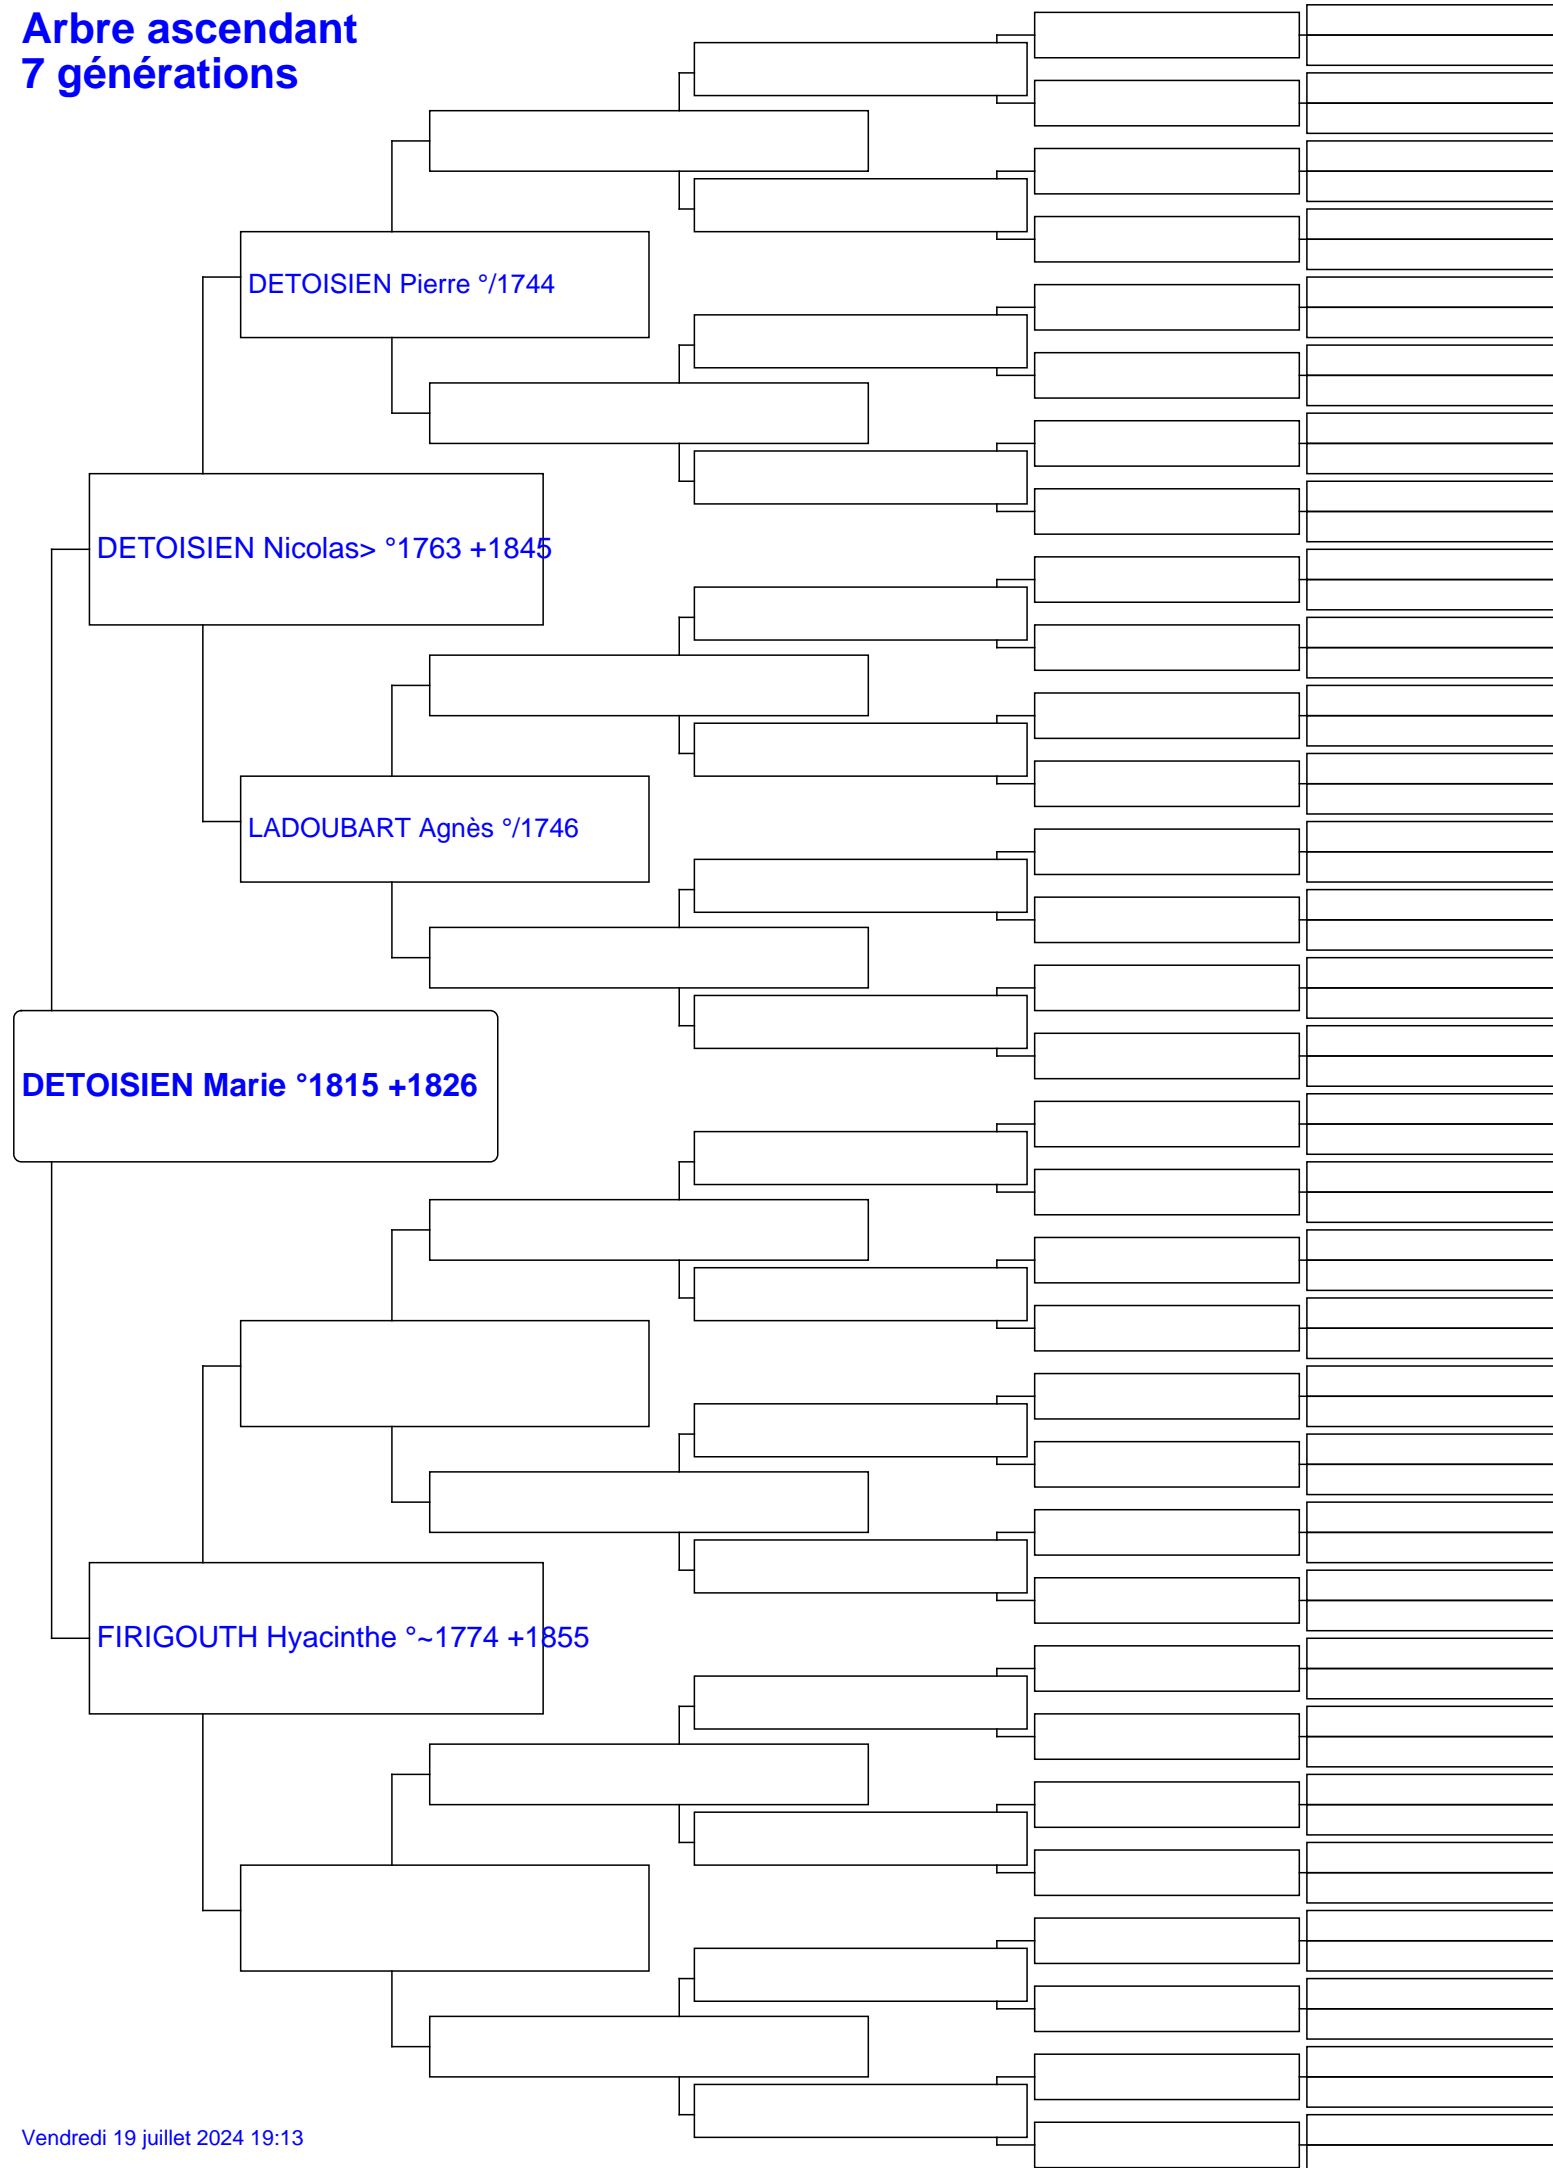 Arbre ascendant
7 générations
DETOISIEN Pierre °/1744
DETOISIEN Nicolas> °1763 +1845
LADOUBART Agnès °/1746
DETOISIEN Marie °1815 +1826
FIRIGOUTH Hyacinthe °~1774 +1855
Vendredi 19 juillet 2024 19:13